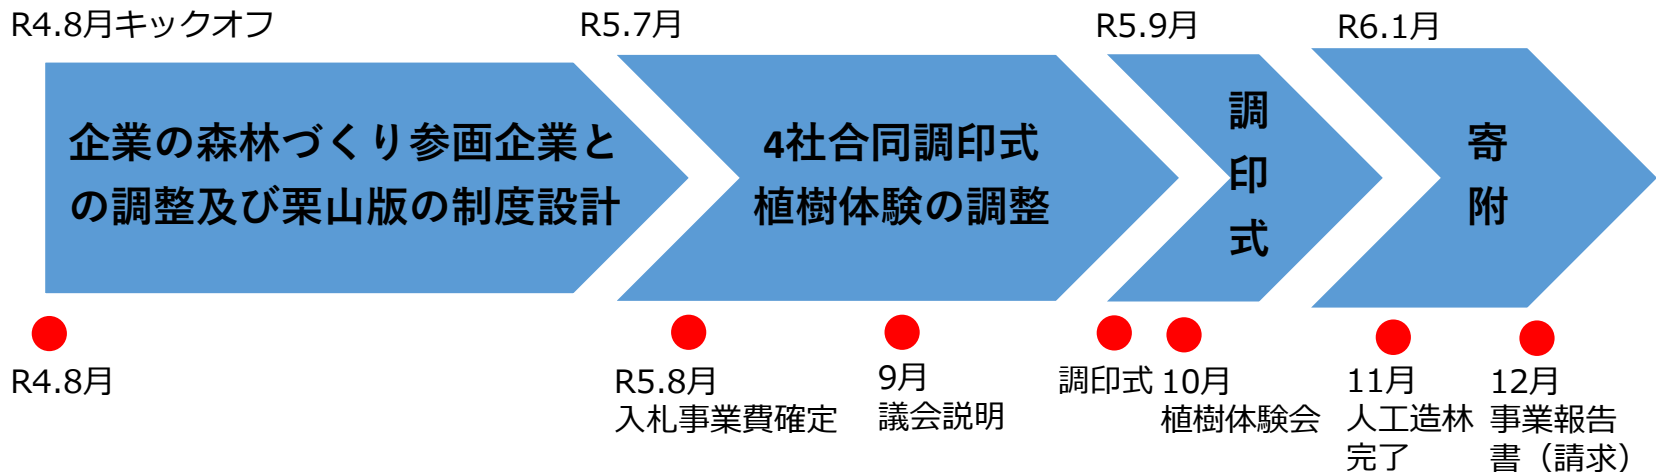 R4.8月キックオフ
R5.7月
R5.9月
R6.1月
企業の森林づくり参画企業と
の調整及び栗山版の制度設計
4社合同調印式
植樹体験の調整
調
印
式
寄
附
R4.8月
R5.8月
入札事業費確定
9月
議会説明
調印式
10月
植樹体験会
11月
人工造林
完了
12月
事業報告
書（請求）